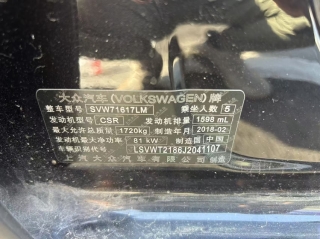 大众汽车(VOLKSWAGEN)牌
整车型号 SVW71617LM 乘坐人数 5
发动机型号 CSR 发动机排量 1598 mL
最大允许总质量 1720kg 制造年月 2018-02
发动机最大净功率 81 kW 制造国 中国
车辆识别代号 LSVWT2186J2041107
上汽大众汽车有限公司 制造